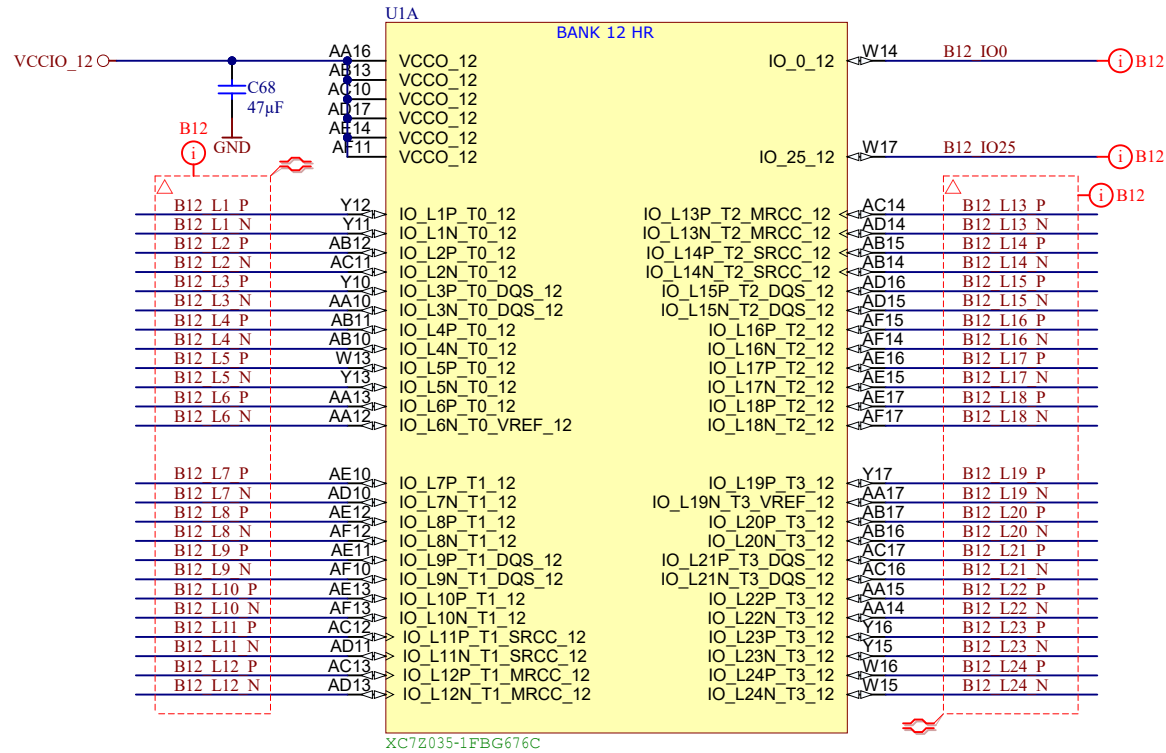 U1A
BANK 12 HR
VCCIO_12
C68
47µF
GND
B12
i
AA16 VCCO_12
AB13 VCCO_12
AC10 VCCO_12
AD17 VCCO_12
AE14 VCCO_12
AF11 VCCO_12
IO_0_12 W14 B12_IO0 i B12
IO_25_12 W17 B12_IO25 i B12
i B12
B12_L1_P Y12 IO_L1P_T0_12
B12_L1_N Y11 IO_L1N_T0_12
B12_L2_P AB12 IO_L2P_T0_12
B12_L2_N AC11 IO_L2N_T0_12
B12_L3_P Y10 IO_L3P_T0_DQS_12
B12_L3_N AA10 IO_L3N_T0_DQS_12
B12_L4_P AB11 IO_L4P_T0_12
B12_L4_N AB10 IO_L4N_T0_12
B12_L5_P W13 IO_L5P_T0_12
B12_L5_N Y13 IO_L5N_T0_12
B12_L6_P AA13 IO_L6P_T0_12
B12_L6_N AA12 IO_L6N_T0_VREF_12
B12_L7_P AE10 IO_L7P_T1_12
B12_L7_N AD10 IO_L7N_T1_12
B12_L8_P AE12 IO_L8P_T1_12
B12_L8_N AF12 IO_L8N_T1_12
B12_L9_P AE11 IO_L9P_T1_DQS_12
B12_L9_N AF10 IO_L9N_T1_DQS_12
B12_L10_P AE13 IO_L10P_T1_12
B12_L10_N AF13 IO_L10N_T1_12
B12_L11_P AC12 IO_L11P_T1_SRCC_12
B12_L11_N AD11 IO_L11N_T1_SRCC_12
B12_L12_P AC13 IO_L12P_T1_MRCC_12
B12_L12_N AD13 IO_L12N_T1_MRCC_12
IO_L13P_T2_MRCC_12 AC14 B12_L13_P
IO_L13N_T2_MRCC_12 AD14 B12_L13_N
IO_L14P_T2_SRCC_12 AB15 B12_L14_P
IO_L14N_T2_SRCC_12 AB14 B12_L14_N
IO_L15P_T2_DQS_12 AD16 B12_L15_P
IO_L15N_T2_DQS_12 AD15 B12_L15_N
IO_L16P_T2_12 AF15 B12_L16_P
IO_L16N_T2_12 AF14 B12_L16_N
IO_L17P_T2_12 AE16 B12_L17_P
IO_L17N_T2_12 AE15 B12_L17_N
IO_L18P_T2_12 AE17 B12_L18_P
IO_L18N_T2_12 AF17 B12_L18_N
IO_L19P_T3_12 Y17 B12_L19_P
IO_L19N_T3_VREF_12 AA17 B12_L19_N
IO_L20P_T3_12 AB17 B12_L20_P
IO_L20N_T3_12 AB16 B12_L20_N
IO_L21P_T3_DQS_12 AC17 B12_L21_P
IO_L21N_T3_DQS_12 AC16 B12_L21_N
IO_L22P_T3_12 AA15 B12_L22_P
IO_L22N_T3_12 AA14 B12_L22_N
IO_L23P_T3_12 Y16 B12_L23_P
IO_L23N_T3_12 Y15 B12_L23_N
IO_L24P_T3_12 W16 B12_L24_P
IO_L24N_T3_12 W15 B12_L24_N
XC7Z035-1FBG676C